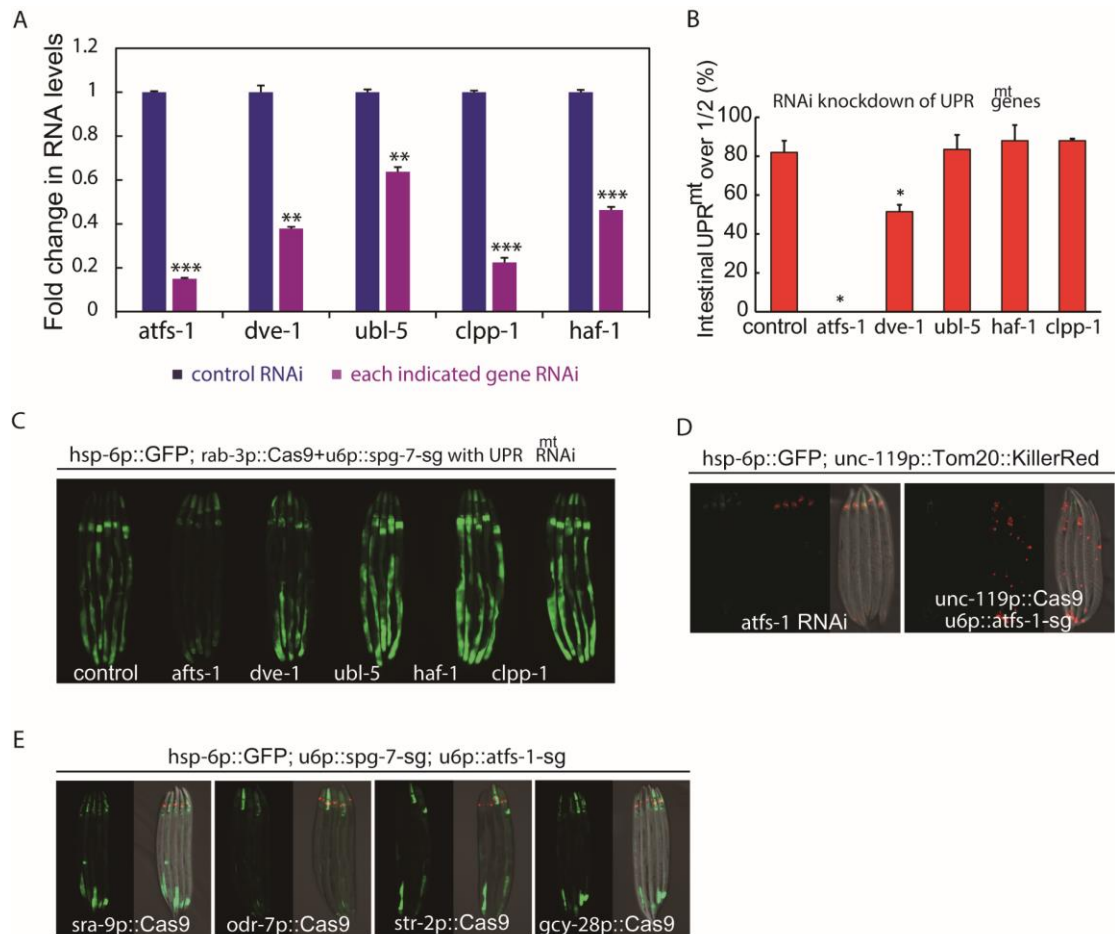 A
Fold change in RNA levels
1.2
1
0.8
0.6
0.4
0.2
0
***
**
**
***
***
atfs-1 dve-1 ubl-5 clpp-1 haf-1
control RNAi each indicated gene RNAi
B
Intestinal UPRmt over 1/2 (%)
RNAi knockdown of UPR mt genes
100
80
60
40
20
0
*
*
control atfs-1 dve-1 ubl-5 haf-1 clpp-1
C
hsp-6p::GFP; rab-3p::Cas9+u6p::spg-7-sg with UPR mt RNAi
control afts-1 dve-1 ubl-5 haf-1 clpp-1
D
hsp-6p::GFP; unc-119p::Tom20::KillerRed
atfs-1 RNAi
unc-119p::Cas9
u6p::atfs-1-sg
E
hsp-6p::GFP; u6p::spg-7-sg; u6p::atfs-1-sg
sra-9p::Cas9 odr-7p::Cas9 str-2p::Cas9 gcy-28p::Cas9